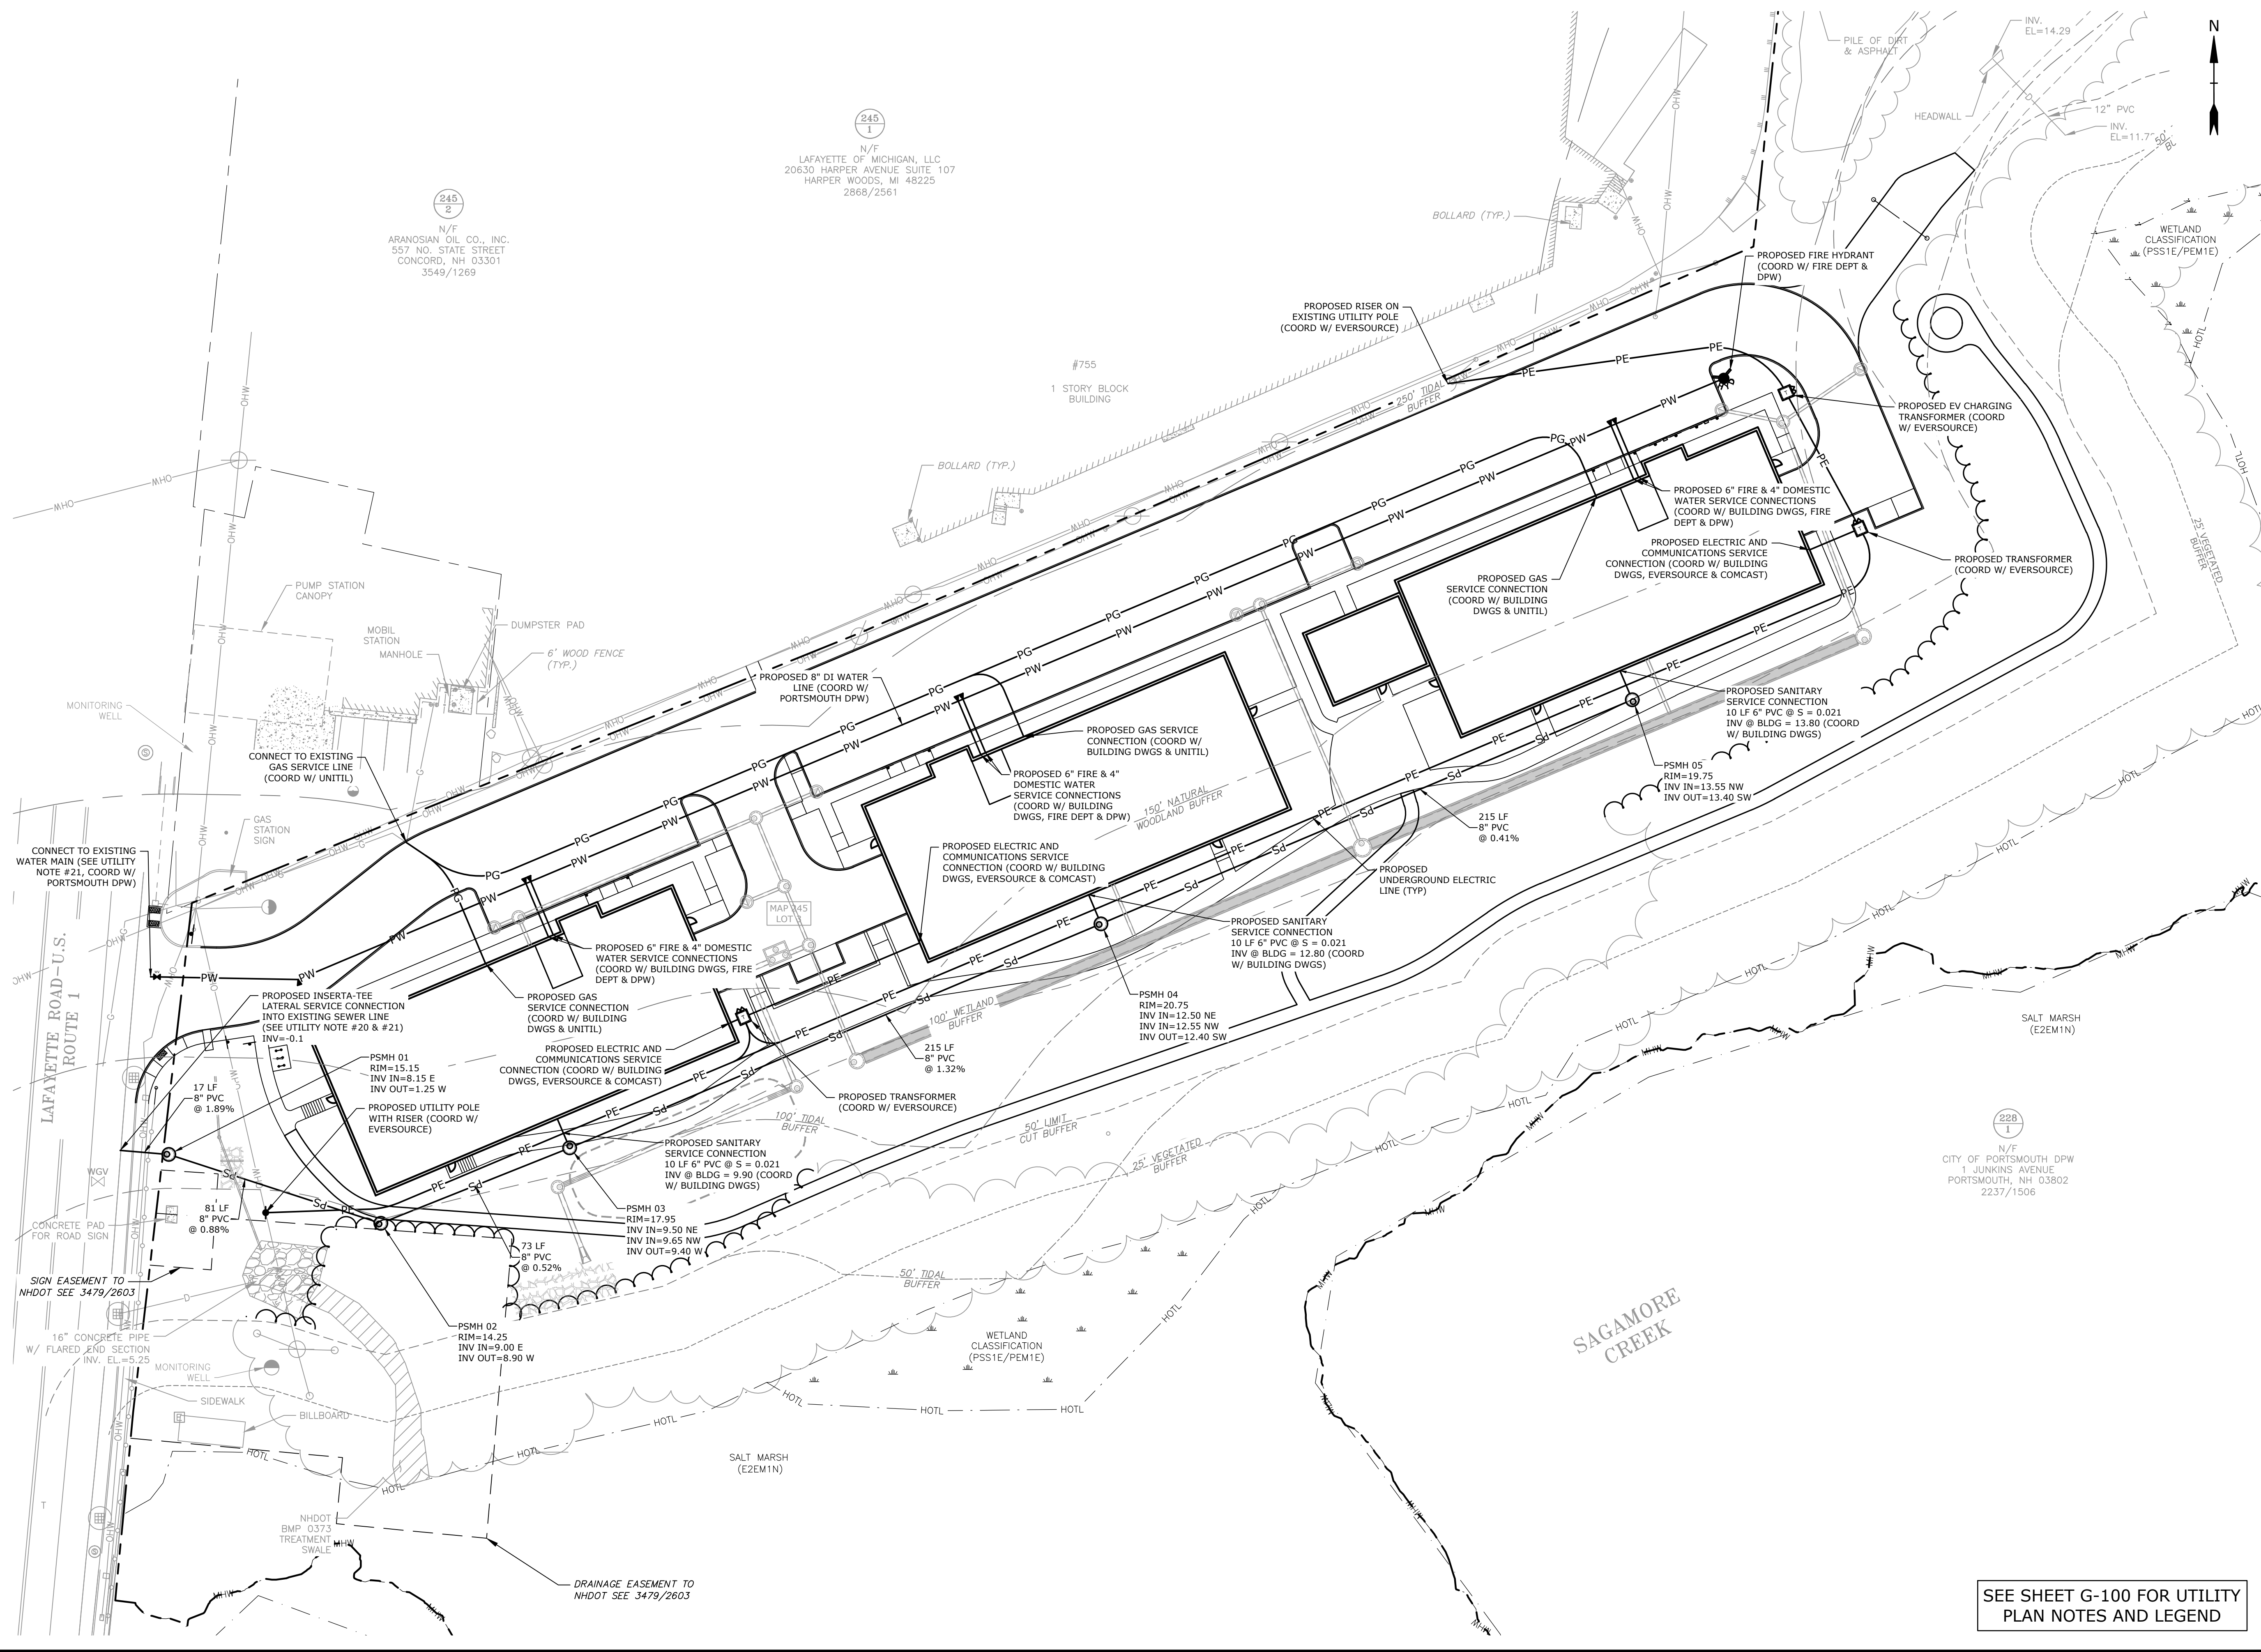 N
INV.
EL=14.29
PILE OF DIRT
& ASPHALT
HEADWALL
12" PVC
INV.
50'
WETLAND
CLASSIFICATION
(PSS1E/PEM1E)
HOTL
HOTL
25' VEGETATED
BUFFER
245
1
N/F
LAFAYETTE OF MICHIGAN, LLC
20630 HARPER AVENUE SUITE 107
HARPER WOODS, MI 48225
2868/2561
245
2
N/F
ARANOSIAN OIL CO., INC.
557 NO. STATE STREET
CONCORD, NH 03301
3549/1269
BOLLARD (TYP.)
PROPOSED FIRE HYDRANT
(COORD W/ FIRE DEPT &
DPW)
PROPOSED RISER ON
EXISTING UTILITY POLE
(COORD W/ EVERSOURCE)
#755
1 STORY BLOCK
BUILDING
250' TIDAL
BUFFER
PE
PE
PE
PROPOSED EV CHARGING
TRANSFORMER (COORD
W/ EVERSOURCE)
BOLLARD (TYP.)
OHW
OHW
OHW
PG
PW
PROPOSED 6" FIRE & 4" DOMESTIC
WATER SERVICE CONNECTIONS
(COORD W/ BUILDING DWGS, FIRE
DEPT & DPW)
PROPOSED ELECTRIC AND
COMMUNICATIONS SERVICE
CONNECTION (COORD W/ BUILDING
DWGS, EVERSOURCE & COMCAST)
PROPOSED TRANSFORMER
(COORD W/ EVERSOURCE)
PROPOSED GAS
SERVICE CONNECTION
(COORD W/ BUILDING
DWGS & UNITIL)
PUMP STATION
CANOPY
MOBIL
STATION
MANHOLE
DUMPSTER PAD
6' WOOD FENCE
(TYP.)
MONITORING
WELL
PROPOSED 8" DI WATER
LINE (COORD W/
PORTSMOUTH DPW)
CONNECT TO EXISTING
GAS SERVICE LINE
(COORD W/ UNITIL)
PROPOSED GAS SERVICE
CONNECTION (COORD W/
BUILDING DWGS & UNITIL)
PROPOSED 6" FIRE & 4"
DOMESTIC WATER
SERVICE CONNECTIONS
(COORD W/ BUILDING
DWGS, FIRE DEPT & DPW)
150' NATURAL
WOODLAND BUFFER
PROPOSED SANITARY
SERVICE CONNECTION
10 LF 6" PVC @ S = 0.021
INV @ BLDG = 13.80 (COORD
W/ BUILDING DWGS)
PSMH 05
RIM=19.75
INV IN=13.55 NW
INV OUT=13.40 SW
215 LF
8" PVC
@ 0.41%
GAS
STATION
SIGN
CONNECT TO EXISTING
WATER MAIN (SEE UTILITY
NOTE #21, COORD W/
PORTSMOUTH DPW)
PROPOSED ELECTRIC AND
COMMUNICATIONS SERVICE
CONNECTION (COORD W/ BUILDING
DWGS, EVERSOURCE & COMCAST)
PROPOSED
UNDERGROUND ELECTRIC
LINE (TYP)
MAP 245
PROPOSED SANITARY
SERVICE CONNECTION
10 LF 6" PVC @ S = 0.021
INV @ BLDG = 12.80 (COORD
W/ BUILDING DWGS)
PROPOSED 6" FIRE & 4" DOMESTIC
WATER SERVICE CONNECTIONS
(COORD W/ BUILDING DWGS, FIRE
DEPT & DPW)
PROPOSED GAS
SERVICE CONNECTION
(COORD W/ BUILDING
DWGS & UNITIL)
PROPOSED INSERTA-TEE
LATERAL SERVICE CONNECTION
INTO EXISTING SEWER LINE
(SEE UTILITY NOTE #20 & #21)
INV=-0.1
PSMH 04
RIM=20.75
INV IN=12.50 NE
INV IN=12.55 NW
INV OUT=12.40 SW
100' WETLAND
BUFFER
215 LF
8" PVC
@ 1.32%
PROPOSED ELECTRIC AND
COMMUNICATIONS SERVICE
CONNECTION (COORD W/ BUILDING
DWGS, EVERSOURCE & COMCAST)
PSMH 01
RIM=15.15
INV IN=8.15 E
INV OUT=1.25 W
17 LF
8" PVC
@ 1.89%
PROPOSED UTILITY POLE
WITH RISER (COORD W/
EVERSOURCE)
PROPOSED TRANSFORMER
(COORD W/ EVERSOURCE)
100' TIDAL
BUFFER
50' LIMIT
CUT BUFFER
25' VEGETATED
BUFFER
LAFAYETTE ROAD-U.S.
ROUTE 1
WGV
PROPOSED SANITARY
SERVICE CONNECTION
10 LF 6" PVC @ S = 0.021
INV @ BLDG = 9.90 (COORD
W/ BUILDING DWGS)
SALT MARSH
(E2EM1N)
228
1
N/F
CITY OF PORTSMOUTH DPW
1 JUNKINS AVENUE
PORTSMOUTH, NH 03802
2237/1506
81 LF
8" PVC
@ 0.88%
CONCRETE PAD
FOR ROAD SIGN
PSMH 03
RIM=17.95
INV IN=9.50 NE
INV IN=9.65 NW
INV OUT=9.40 W
73 LF
8" PVC
@ 0.52%
SIGN EASEMENT TO
NHDOT SEE 3479/2603
50' TIDAL
BUFFER
16" CONCRETE PIPE
W/ FLARED END SECTION
INV. EL.=5.25
PSMH 02
RIM=14.25
INV IN=9.00 E
INV OUT=8.90 W
WETLAND
CLASSIFICATION
(PSS1E/PEM1E)
SAGAMORE
CREEK
MONITORING
WELL
SIDEWALK
BILLBOARD
HOTL
HOTL
HOTL
MHW
SALT MARSH
(E2EM1N)
NHDOT
BMP 0373
TREATMENT
SWALE
DRAINAGE EASEMENT TO
NHDOT SEE 3479/2603
SEE SHEET G-100 FOR UTILITY
PLAN NOTES AND LEGEND